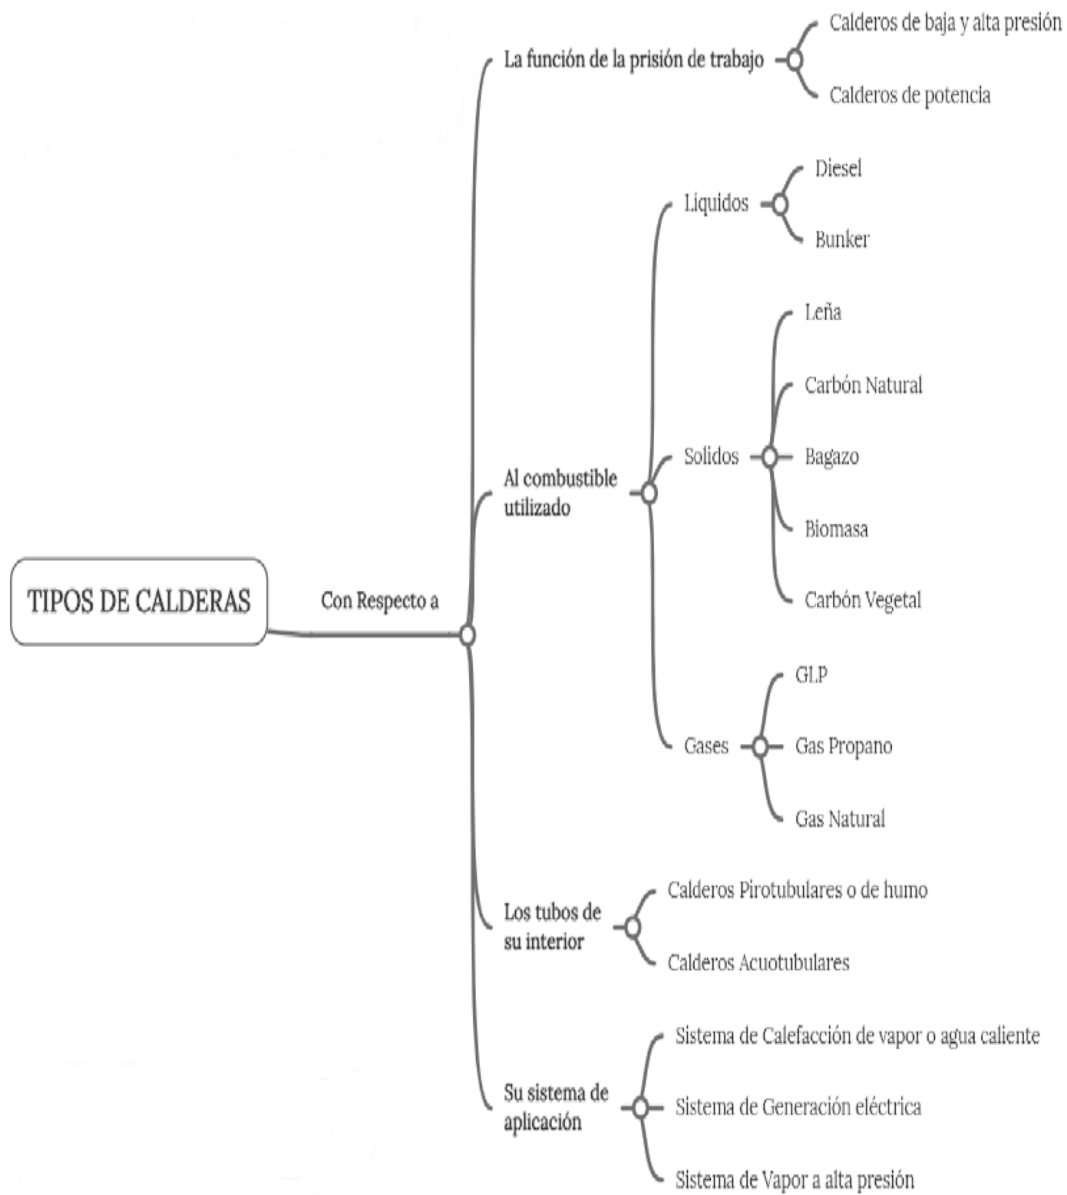 TIPOS DE CALDERAS
Con Respecto a
La función de la prisión de trabajo
Calderos de baja y alta presión
Calderos de potencia
Al combustible
utilizado
Líquidos
Diesel
Bunker
Solidos
Leña
Carbón Natural
Bagazo
Biomasa
Carbón Vegetal
Gases
GLP
Gas Propano
Gas Natural
Los tubos de
su interior
Calderos Pirotubulares o de humo
Calderos Acuotubulares
Su sistema de
aplicación
Sistema de Calefacción de vapor o agua caliente
Sistema de Generación eléctrica
Sistema de Vapor a alta presión